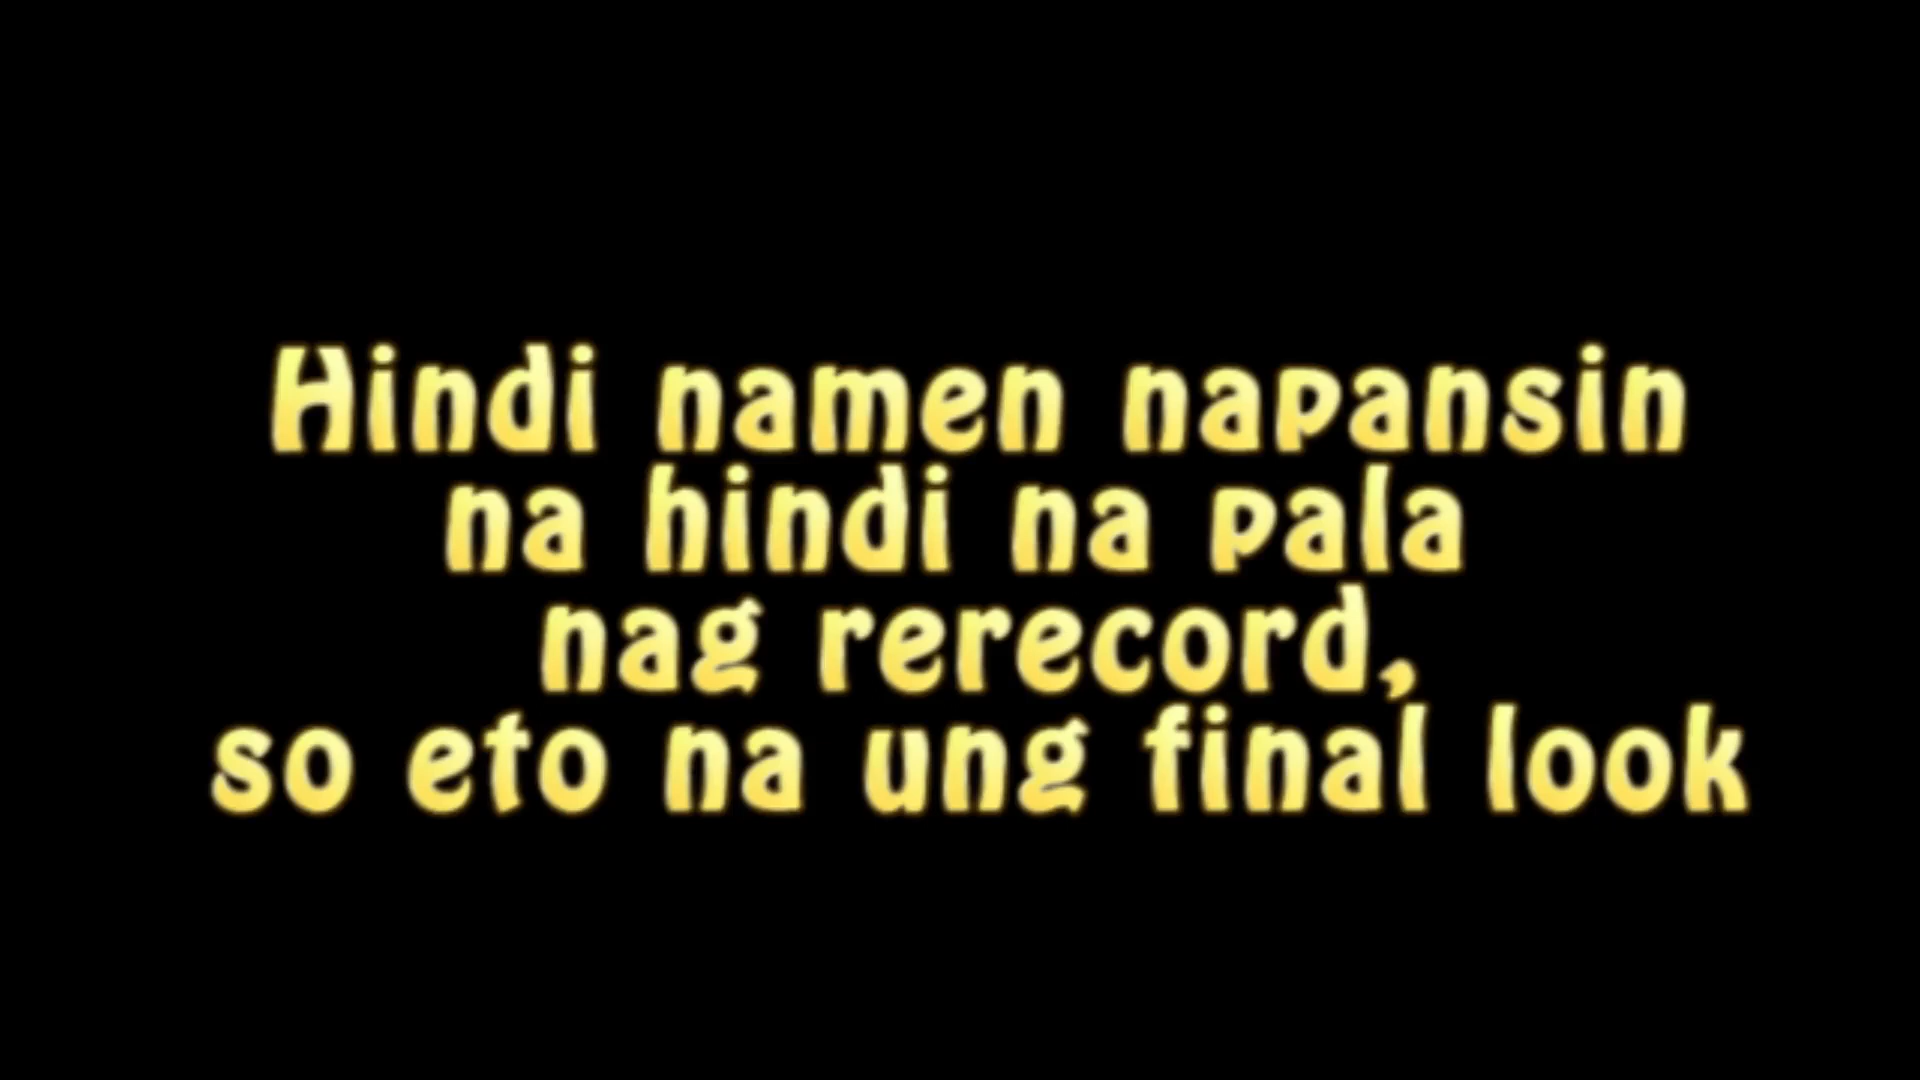 Hindi namen napansin
na hindi na pala
nag rerecord,
so eto na ung final look